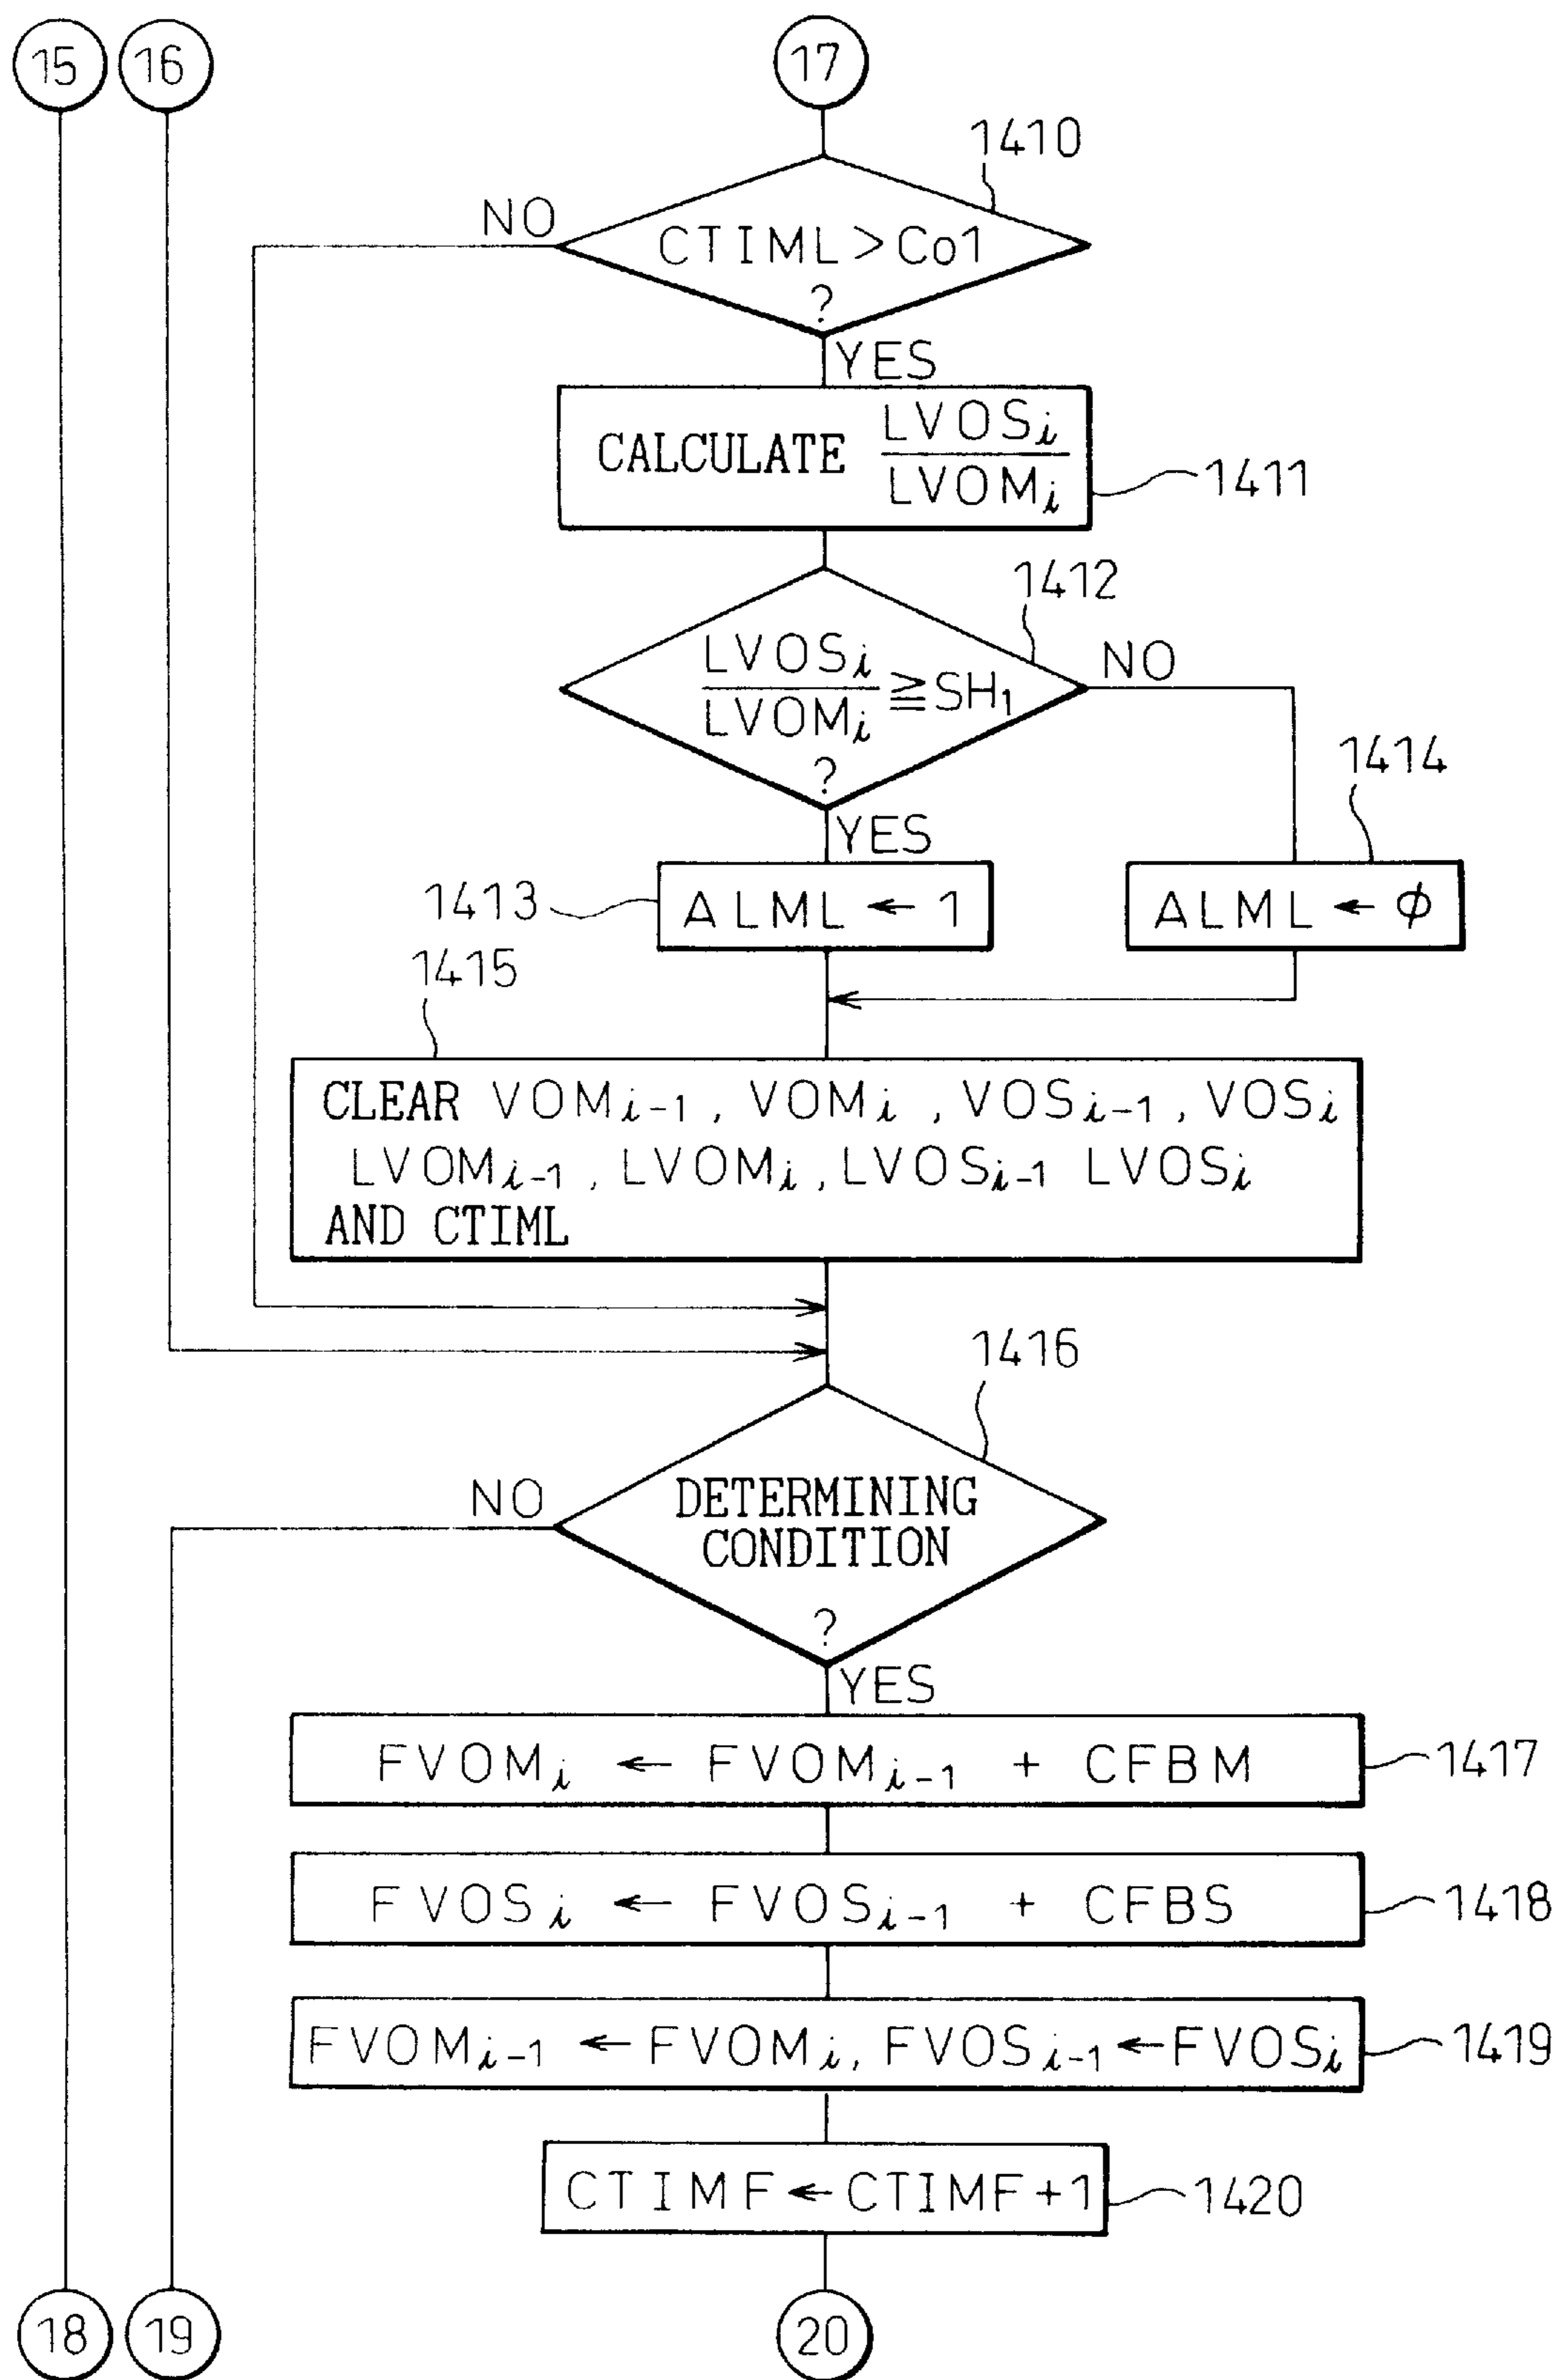 15
16
17
1410
NO
CTIML > Co1
?
YES
CALCULATE LVOSi
LVOMi
1411
1412
LVOSi
LVOMi ≧ SH1
NO
?
YES
1414
1413
ALML ← 1
ALML ← ϕ
1415
CLEAR VOMi-1, VOMi, VOSi-1, VOSi
LVOMi-1, LVOMi, LVOSi-1 LVOSi
AND CTIML
1416
NO
DETERMINING
CONDITION
?
YES
FVOMi ← FVOMi-1 + CFBM
1417
FVOSi ← FVOSi-1 + CFBS
1418
FVOMi-1 ← FVOMi, FVOSi-1 ← FVOSi
1419
CTIMF ← CTIMF+1
1420
18
19
20